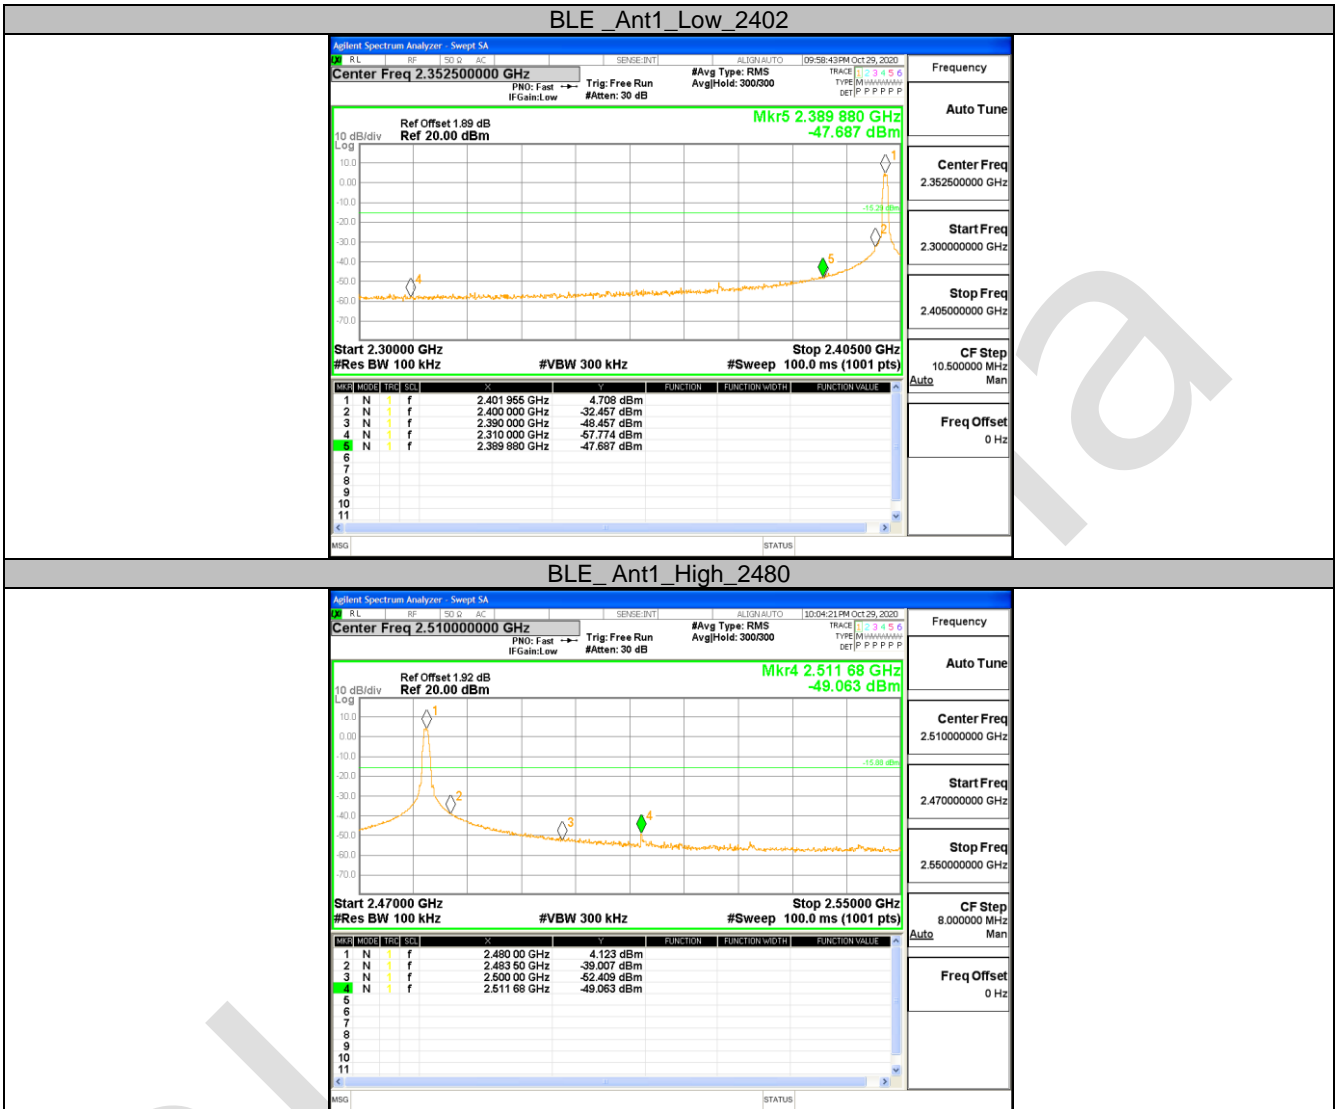 BLE _Ant1_Low_2402
Agilent Spectrum Analyzer - Swept SA
RL RF 50 Ω AC SENSE:INT ALIGNAUTO 09:58:43 PM Oct 29, 2020
Center Freq 2.352500000 GHz
PNO: Fast
IFGain:Low
Trig: Free Run
#Atten: 30 dB
#Avg Type: RMS
Avg|Hold: 300/300
TRACE 1 2 3 4 5 6
TYPE M
DET P P P P P P
Frequency
Auto Tune
Mkr5 2.389 880 GHz
-47.687 dBm
Ref Offset 1.89 dB
10 dB/div Ref 20.00 dBm
Log
10.0
0.00
-10.0
-20.0
-30.0
-40.0
-50.0
-60.0
-70.0
1
2
4
5
Center Freq
2.352500000 GHz
Start Freq
2.300000000 GHz
Stop Freq
2.405000000 GHz
CF Step
10.500000 MHz
Auto Man
Freq Offset
0 Hz
Start 2.30000 GHz Stop 2.40500 GHz
#Res BW 100 kHz #VBW 300 kHz #Sweep 100.0 ms (1001 pts)
MKR MODE TRC SCL X Y FUNCTION FUNCTION WIDTH FUNCTION VALUE
1 N 1 f 2.401 955 GHz 4.708 dBm
2 N 1 f 2.400 000 GHz -32.457 dBm
3 N 1 f 2.390 000 GHz -48.457 dBm
4 N 1 f 2.310 000 GHz -57.774 dBm
5 N 1 f 2.389 880 GHz -47.687 dBm
6
7
8
9
10
11
MSG STATUS
BLE_ Ant1_High_2480
Agilent Spectrum Analyzer - Swept SA
RL RF 50 Ω AC SENSE:INT ALIGNAUTO 10:04:21 PM Oct 29, 2020
Center Freq 2.510000000 GHz
PNO: Fast
IFGain:Low
Trig: Free Run
#Atten: 30 dB
#Avg Type: RMS
Avg|Hold: 300/300
TRACE 1 2 3 4 5 6
TYPE M
DET P P P P P P
Frequency
Auto Tune
Mkr4 2.511 68 GHz
-49.063 dBm
Ref Offset 1.92 dB
10 dB/div Ref 20.00 dBm
Log
10.0
0.00
-10.0
-20.0
-30.0
-40.0
-50.0
-60.0
-70.0
-15.88 dBm
1
2
3
4
Center Freq
2.510000000 GHz
Start Freq
2.470000000 GHz
Stop Freq
2.550000000 GHz
CF Step
8.000000 MHz
Auto Man
Freq Offset
0 Hz
Start 2.47000 GHz Stop 2.55000 GHz
#Res BW 100 kHz #VBW 300 kHz #Sweep 100.0 ms (1001 pts)
MKR MODE TRC SCL X Y FUNCTION FUNCTION WIDTH FUNCTION VALUE
1 N 1 f 2.480 00 GHz 4.123 dBm
2 N 1 f 2.483 50 GHz -39.007 dBm
3 N 1 f 2.500 00 GHz -52.409 dBm
4 N 1 f 2.511 68 GHz -49.063 dBm
5
6
7
8
9
10
11
MSG STATUS